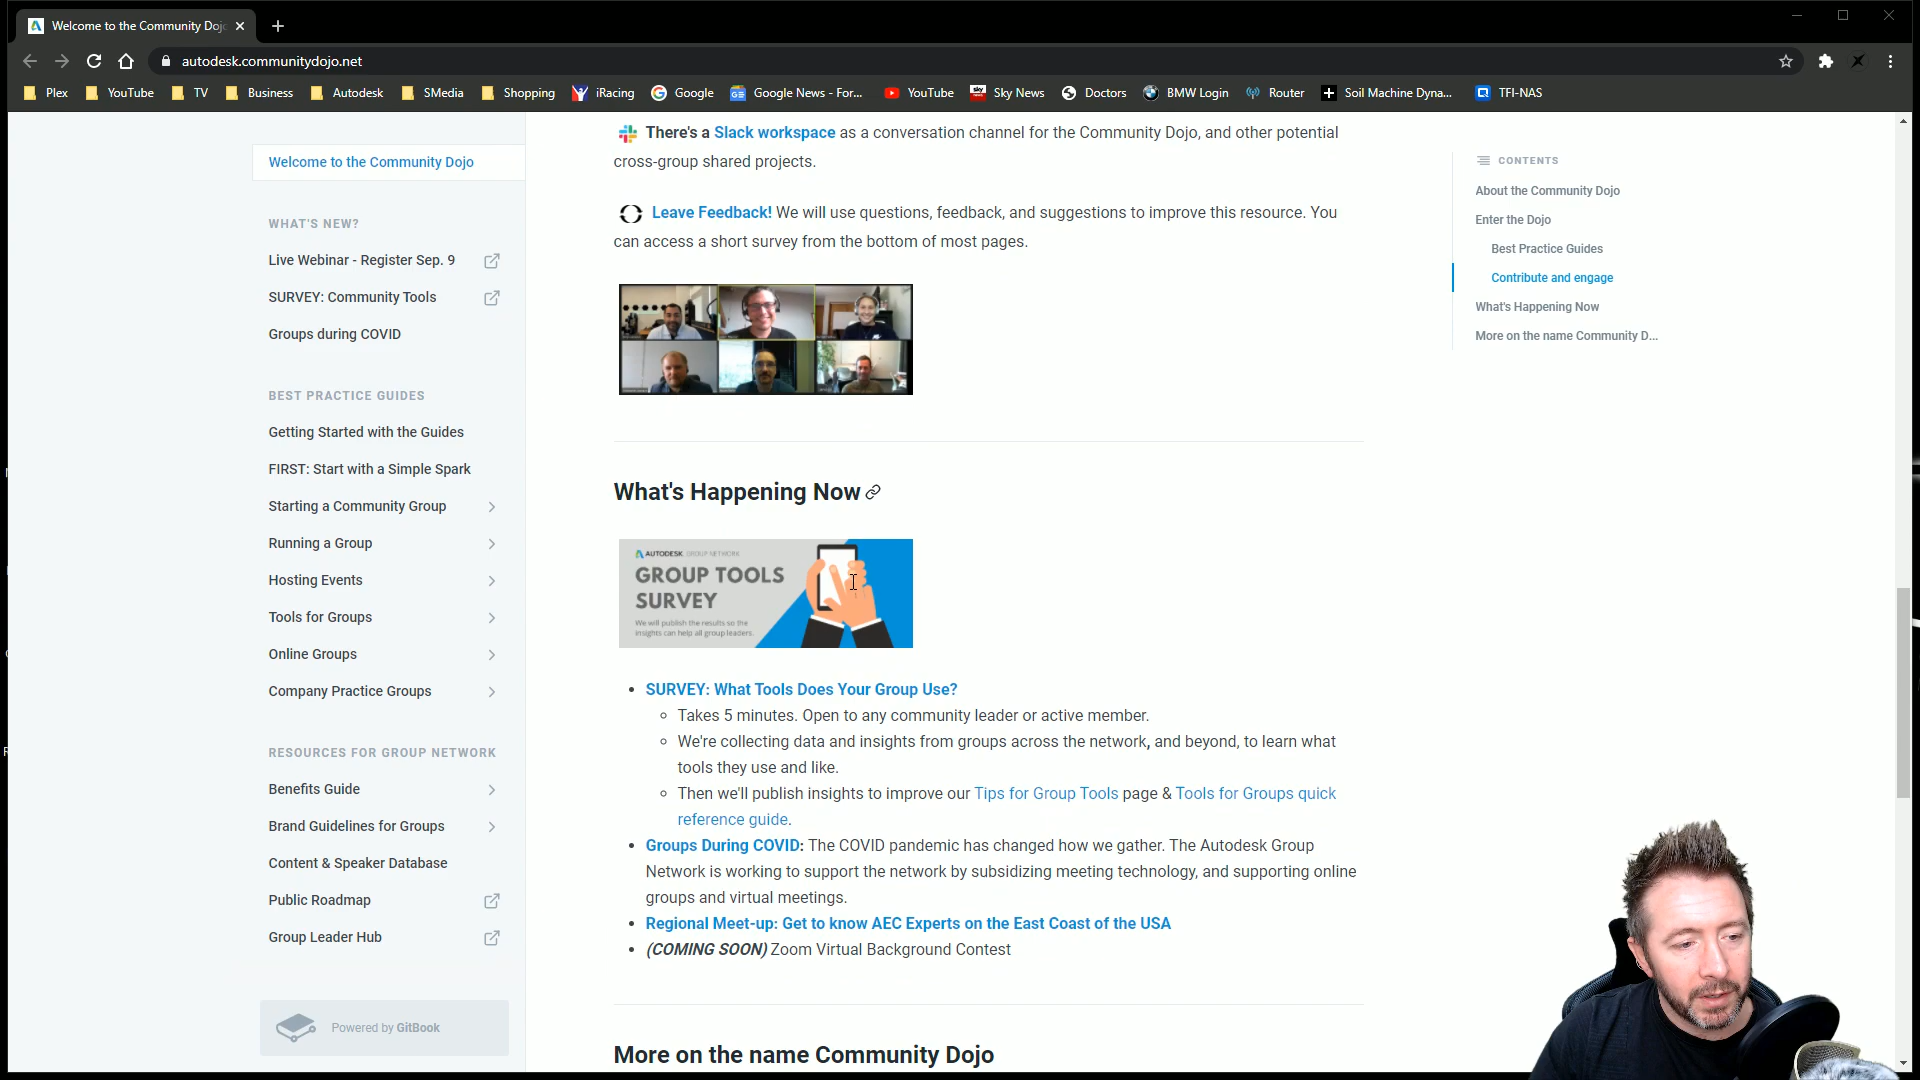 Welcome to the Community Doj
autodesk.communitydojo.net
Plex
YouTube
TV
Business
Autodesk
SMedia
Shopping
iRacing
Google
Google News - For...
YouTube
Sky News
Doctors
BMW Login
Router
Soil Machine Dyna...
TFI-NAS
Welcome to the Community Dojo
WHAT'S NEW?
Live Webinar - Register Sep. 9
SURVEY: Community Tools
Groups during COVID
BEST PRACTICE GUIDES
Getting Started with the Guides
FIRST: Start with a Simple Spark
Starting a Community Group
Running a Group
Hosting Events
Tools for Groups
Online Groups
Company Practice Groups
RESOURCES FOR GROUP NETWORK
Benefits Guide
Brand Guidelines for Groups
Content & Speaker Database
Public Roadmap
Group Leader Hub
Powered by GitBook
There's a Slack workspace as a conversation channel for the Community Dojo, and other potential
cross-group shared projects.
Leave Feedback! We will use questions, feedback, and suggestions to improve this resource. You
can access a short survey from the bottom of most pages.
What's Happening Now
AUTODESK GROUP NETWORK
GROUP TOOLS
SURVEY
We will publish the results so the
insights can help all group leaders.
SURVEY: What Tools Does Your Group Use?
Takes 5 minutes. Open to any community leader or active member.
We're collecting data and insights from groups across the network, and beyond, to learn what
tools they use and like.
Then we'll publish insights to improve our Tips for Group Tools page & Tools for Groups quick
reference guide.
Groups During COVID: The COVID pandemic has changed how we gather. The Autodesk Group
Network is working to support the network by subsidizing meeting technology, and supporting online
groups and virtual meetings.
Regional Meet-up: Get to know AEC Experts on the East Coast of the USA
(COMING SOON) Zoom Virtual Background Contest
More on the name Community Dojo
CONTENTS
About the Community Dojo
Enter the Dojo
Best Practice Guides
Contribute and engage
What's Happening Now
More on the name Community D...